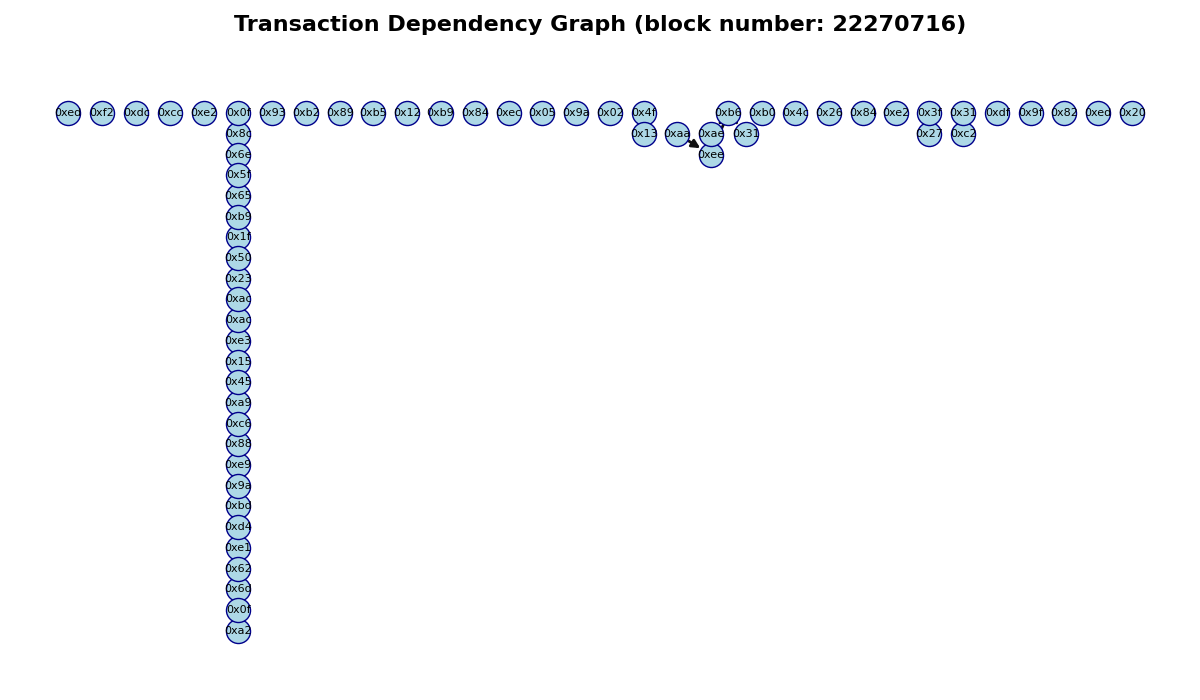 Transaction Dependency Graph (block number: 22270716)
0xed 0xf2 0xdc 0xcc 0xe2 0x0f 0x93 0xb2 0x89 0xb5 0x12 0xb9 0x84 0xec 0x05 0x9a 0x02 0x4f 0xb6 0xb0 0x4c 0x26 0x84 0xe2 0x3f 0x31 0xdf 0x9f 0x82 0xed 0x20
0x8c 0x13 0xaa 0xae 0x31 0x27 0xc2
0x6e 0xee
0x5f
0x65
0xb9
0x1f
0x50
0x23
0xac
0xac
0xe3
0x15
0x45
0xa9
0xc6
0x88
0xe9
0x9a
0xbd
0xd4
0xe1
0x62
0x6d
0x0f
0xa2